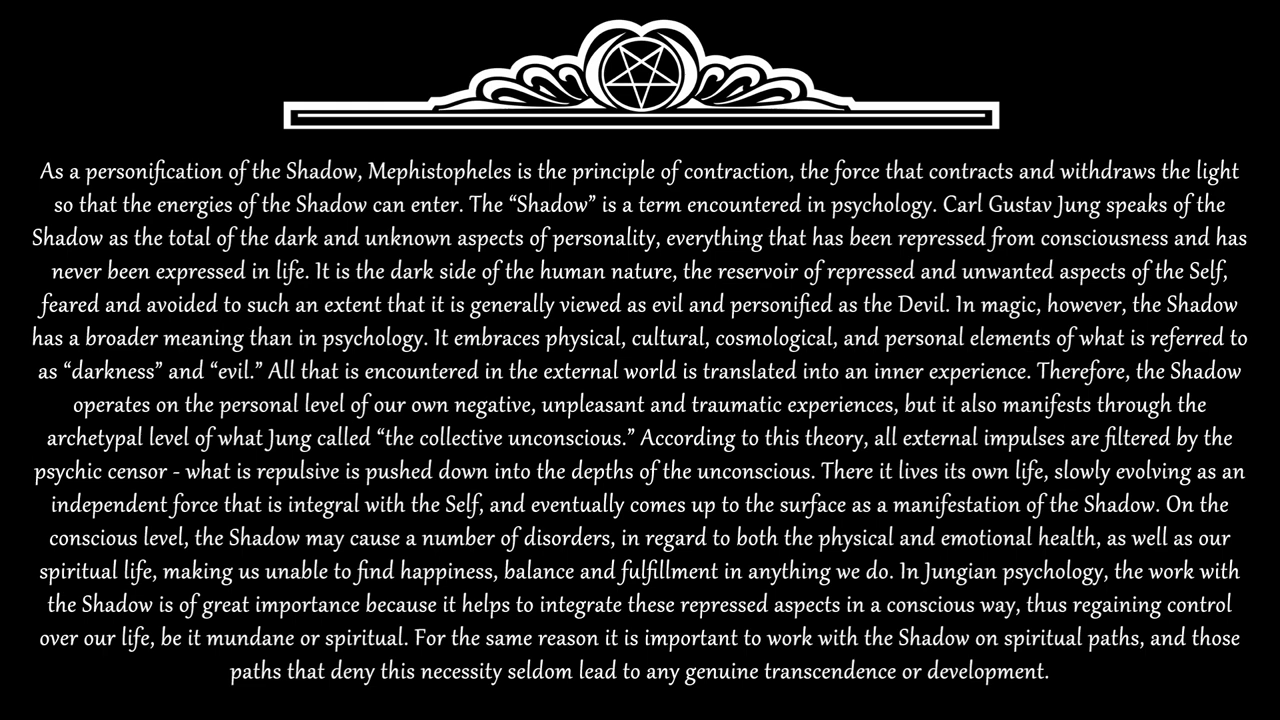 As a personification of the Shadow, Mephistopheles is the principle of contraction, the force that contracts and withdraws the light
so that the energies of the Shadow can enter. The “Shadow” is a term encountered in psychology. Carl Gustav Jung speaks of the
Shadow as the total of the dark and unknown aspects of personality, everything that has been repressed from consciousness and has
never been expressed in life. It is the dark side of the human nature, the reservoir of repressed and unwanted aspects of the Self,
feared and avoided to such an extent that it is generally viewed as evil and personified as the Devil. In magic, however, the Shadow
has a broader meaning than in psychology. It embraces physical, cultural, cosmological, and personal elements of what is referred to
as “darkness” and “evil.” All that is encountered in the external world is translated into an inner experience. Therefore, the Shadow
operates on the personal level of our own negative, unpleasant and traumatic experiences, but it also manifests through the
archetypal level of what Jung called “the collective unconscious.” According to this theory, all external impulses are filtered by the
psychic censor - what is repulsive is pushed down into the depths of the unconscious. There it lives its own life, slowly evolving as an
independent force that is integral with the Self, and eventually comes up to the surface as a manifestation of the Shadow. On the
conscious level, the Shadow may cause a number of disorders, in regard to both the physical and emotional health, as well as our
spiritual life, making us unable to find happiness, balance and fulfillment in anything we do. In Jungian psychology, the work with
the Shadow is of great importance because it helps to integrate these repressed aspects in a conscious way, thus regaining control
over our life, be it mundane or spiritual. For the same reason it is important to work with the Shadow on spiritual paths, and those
paths that deny this necessity seldom lead to any genuine transcendence or development.